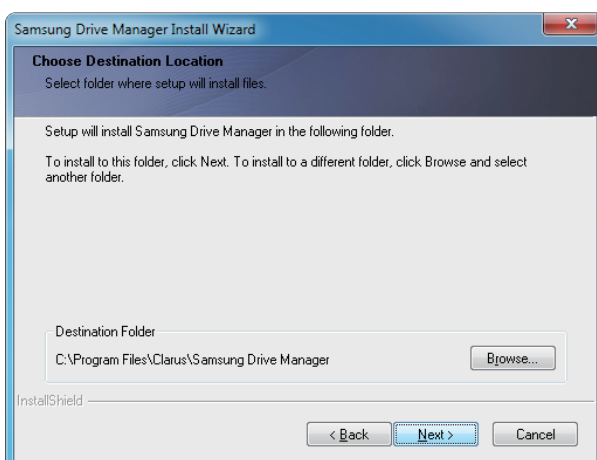 Samsung Drive Manager Install Wizard
Choose Destination Location
Select folder where setup will install files.
Setup will install Samsung Drive Manager in the following folder.
To install to this folder, click Next. To install to a different folder, click Browse and select
another folder.
Destination Folder
C:\Program Files\Clarus\Samsung Drive Manager
Browse...
InstallShield
< Back
Next >
Cancel